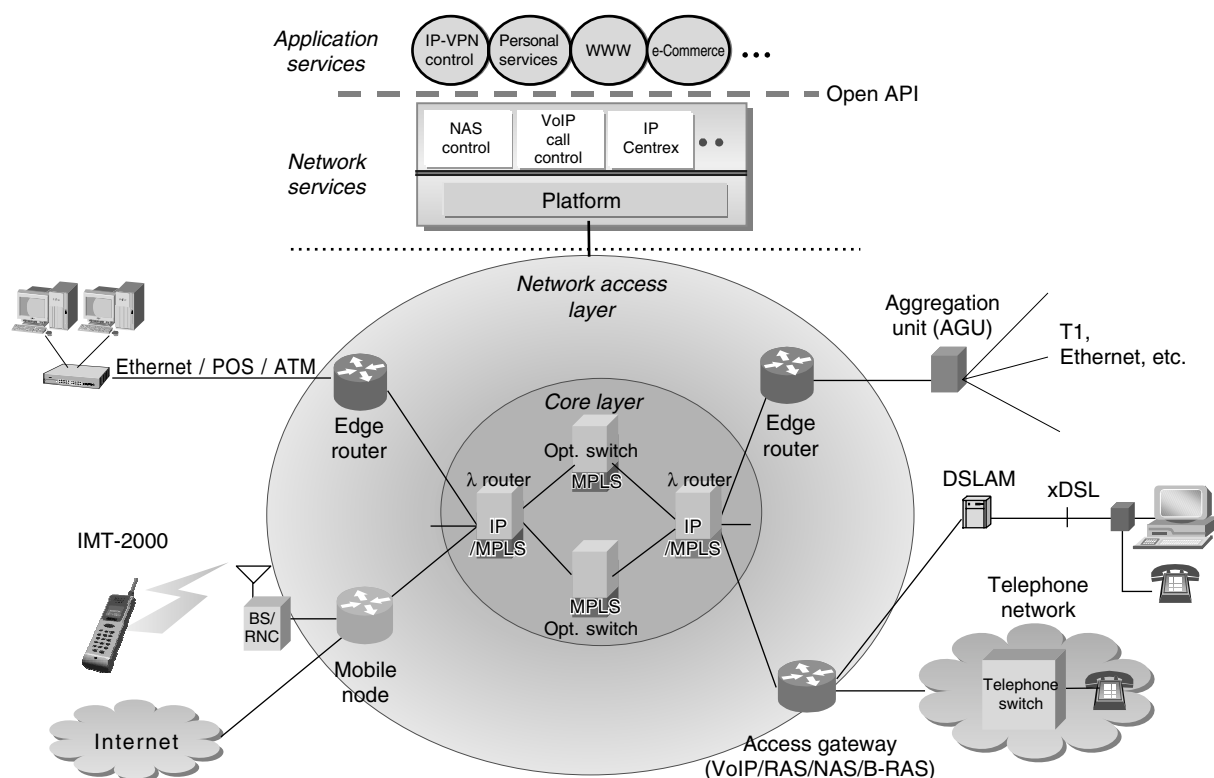 Application
services
IP-VPN
control
Personal
services
WWW
e-Commerce
Open API
Network
services
NAS
control
VoIP
call
control
IP
Centrex
Platform
Network access
layer
Ethernet / POS / ATM
Edge
router
Edge
router
Aggregation
unit (AGU)
T1,
Ethernet, etc.
Core layer
Opt. switch
MPLS
λ router
IP
/MPLS
λ router
IP
/MPLS
MPLS
Opt. switch
DSLAM
xDSL
IMT-2000
BS/
RNC
Mobile
node
Internet
Telephone
network
Telephone
switch
Access gateway
(VoIP/RAS/NAS/B-RAS)